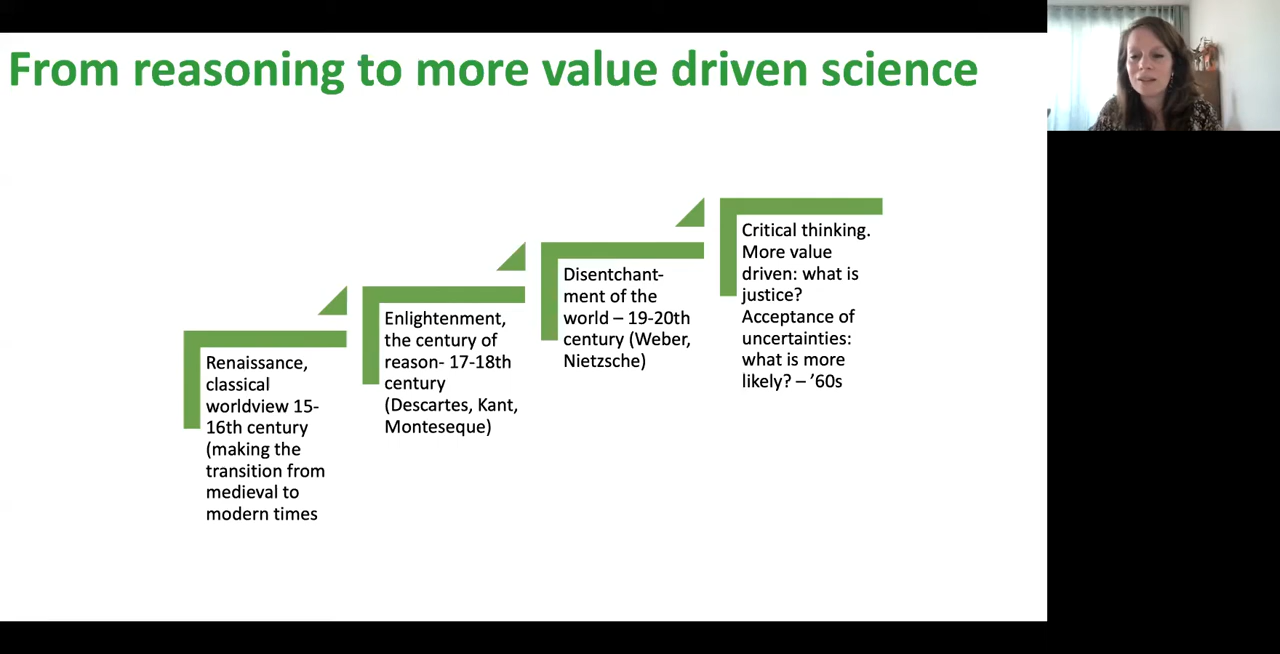 From reasoning to more value driven science
Renaissance,
classical
worldview 15-
16th century
(making the
transition from
medieval to
modern times
Enlightenment,
the century of
reason- 17-18th
century
(Descartes, Kant,
Monteseque)
Disentchant-
ment of the
world – 19-20th
century (Weber,
Nietzsche)
Critical thinking.
More value
driven: what is
justice?
Acceptance of
uncertainties:
what is more
likely? – ’60s